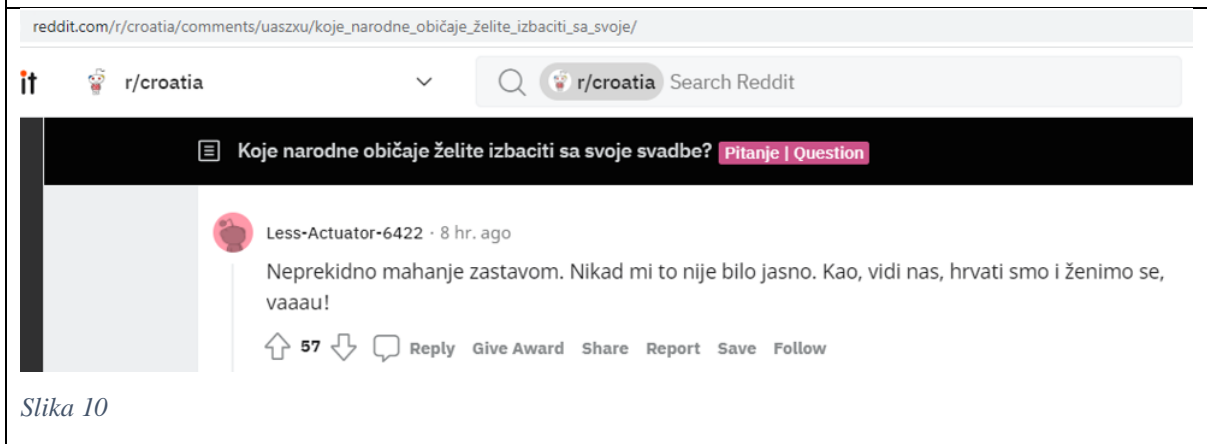 reddit.com/r/croatia/comments/uaszxu/koje_narodne_običaje_želite_izbaciti_sa_svoje/
it r/croatia r/croatia Search Reddit
Koje narodne običaje želite izbaciti sa svoje svadbe? Pitanje | Question
Less-Actuator-6422 · 8 hr. ago
Neprekidno mahanje zastavom. Nikad mi to nije bilo jasno. Kao, vidi nas, hrvati smo i ženimo se,
vaaau!
57 Reply Give Award Share Report Save Follow
Slika 10